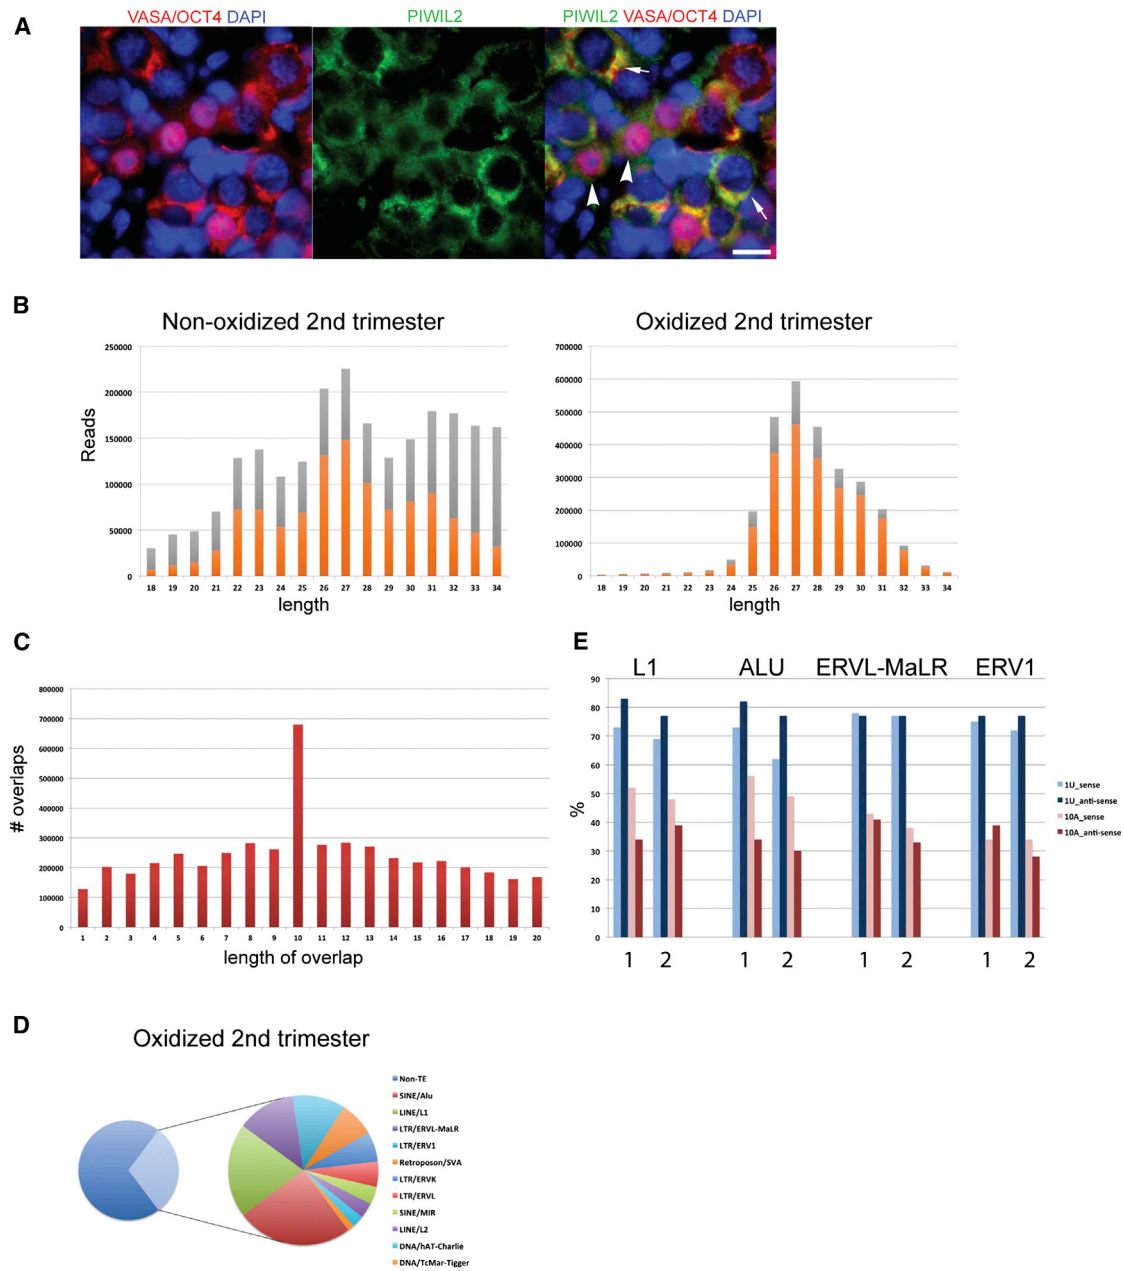 A
VASA/OCT4 DAPI
PIWIL2
PIWIL2 VASA/OCT4 DAPI
B
Non-oxidized 2nd trimester
Reads
250000
200000
150000
100000
50000
0
18 19 20 21 22 23 24 25 26 27 28 29 30 31 32 33 34
length
Oxidized 2nd trimester
700000
600000
500000
400000
300000
200000
100000
0
18 19 20 21 22 23 24 25 26 27 28 29 30 31 32 33 34
length
C
# overlaps
800000
700000
600000
500000
400000
300000
200000
100000
0
1 2 3 4 5 6 7 8 9 10 11 12 13 14 15 16 17 18 19 20
length of overlap
E
L1 ALU ERVL-MaLR ERV1
%
90
80
70
60
50
40
30
20
10
0
1 2 1 2 1 2 1 2
1U_sense
1U_anti-sense
10A_sense
10A_anti-sense
D
Oxidized 2nd trimester
Non-TE
SINE/Alu
LINE/L1
LTR/ERVL-MaLR
LTR/ERV1
Retroposon/SVA
LTR/ERVK
LTR/ERVL
SINE/MIR
LINE/L2
DNA/hAT-Charlie
DNA/TcMar-Tigger